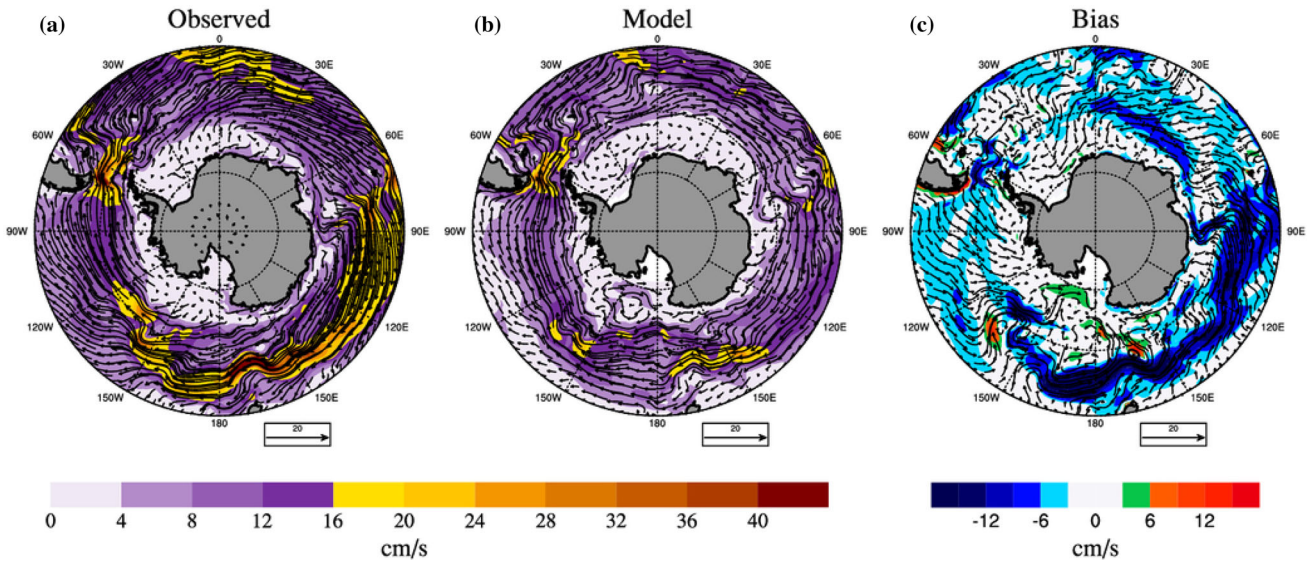 (a) Observed (b) Model (c) Bias
0 0 0
30W 30E 30W 30E 30W 30E
60W 60E 60W 60E 60W 60E
90W 90E 90W 90E 90W 90E
120W 120E 120W 120E 120W 120E
150W 150E 150W 150E 150W 150E
180 180 180
20 20 20
0 4 8 12 16 20 24 28 32 36 40 -12 -6 0 6 12
cm/s cm/s